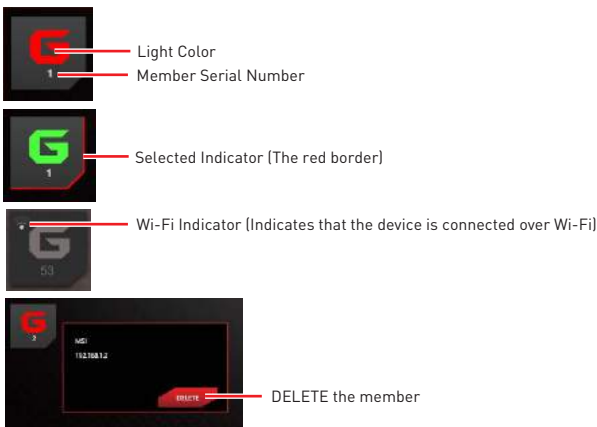 G
Light Color
1
Member Serial Number
G
1
Selected Indicator (The red border)
Wi-Fi Indicator (Indicates that the device is connected over Wi-Fi)
G
53
G
2
MSI
192.168.1.2
DELETE
DELETE the member